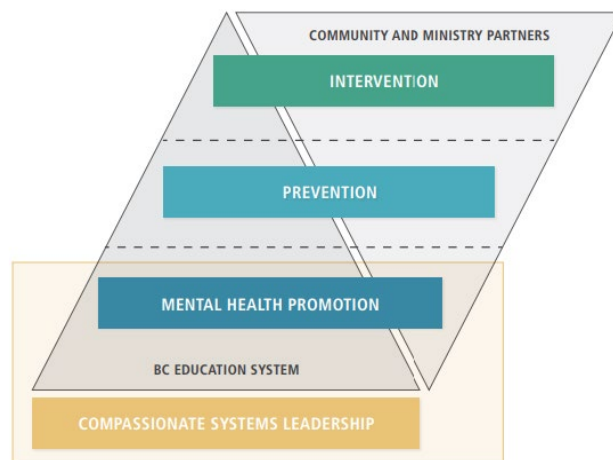 COMMUNITY AND MINISTRY PARTNERS
INTERVENTION
PREVENTION
MENTAL HEALTH PROMOTION
BC EDUCATION SYSTEM
COMPASSIONATE SYSTEMS LEADERSHIP